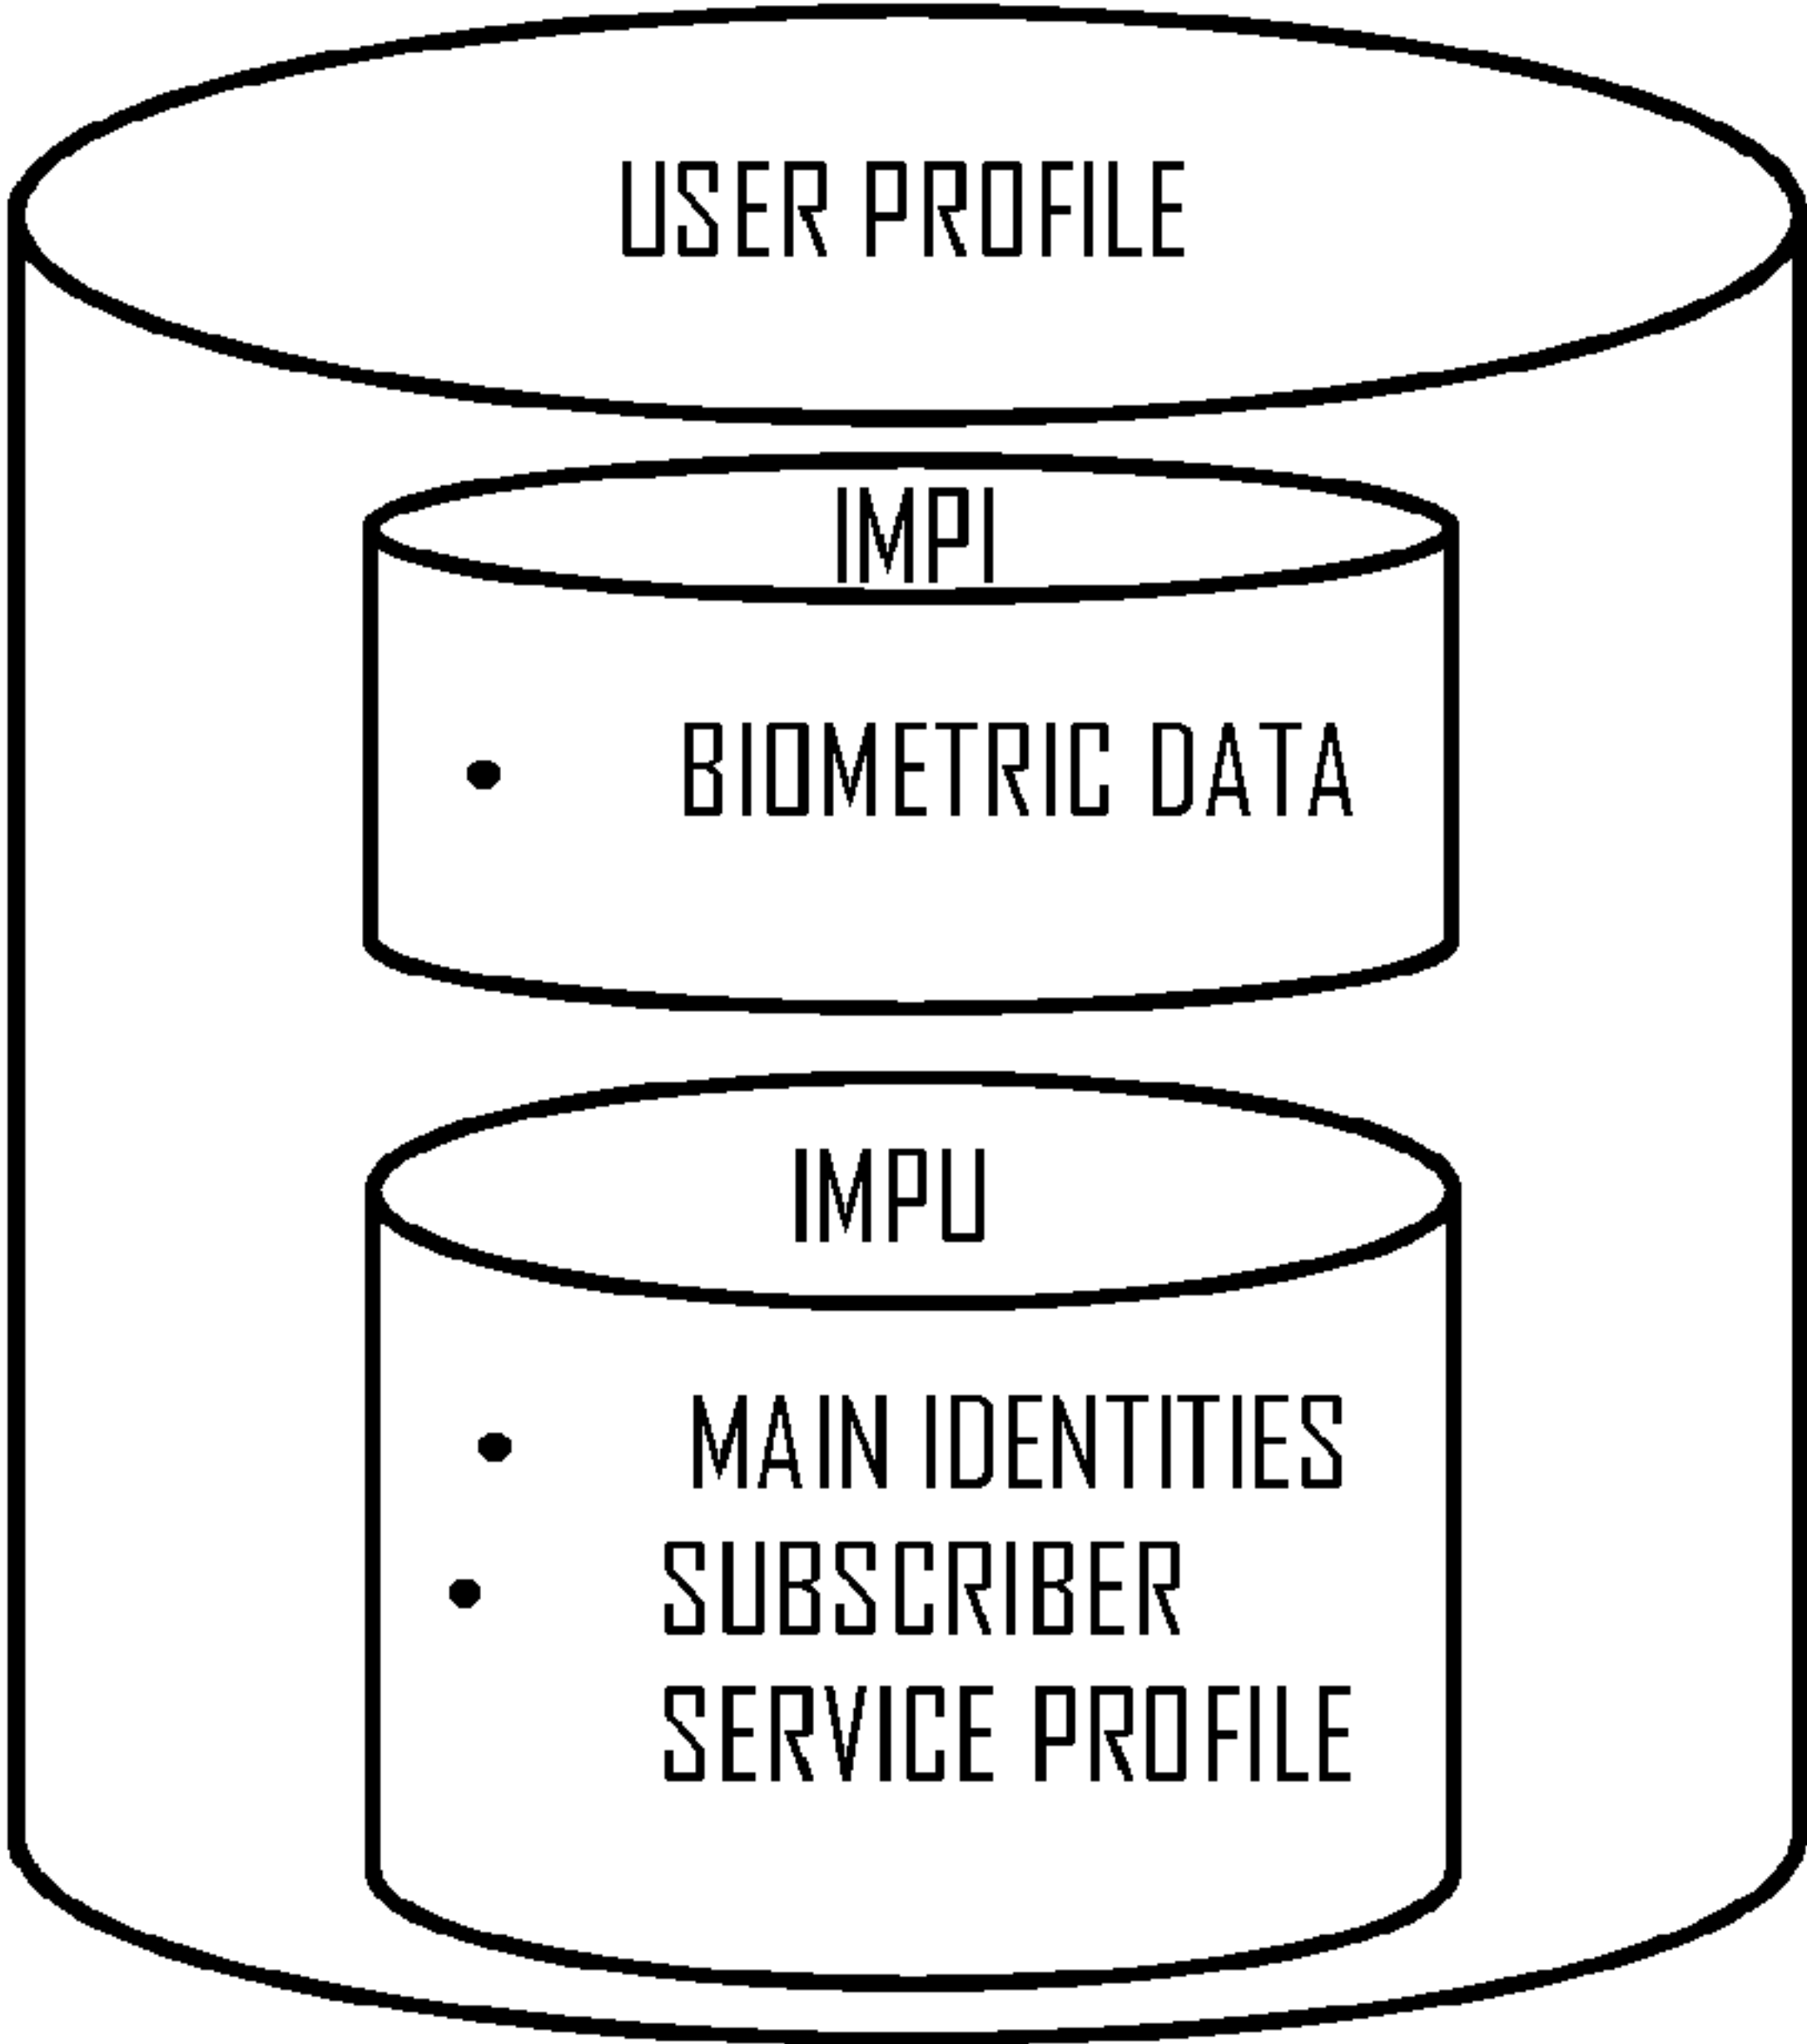 USER PROFILE
IMPI
• BIOMETRIC DATA
IMPU
• MAIN IDENTITIES
• SUBSCRIBER
SERVICE PROFILE